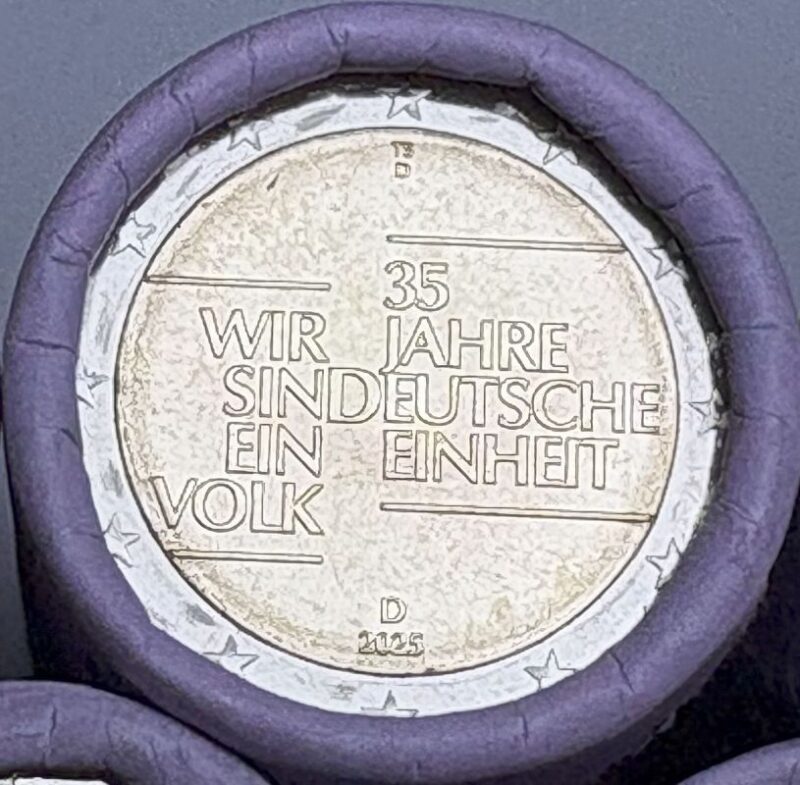 35
WIR JAHRE
SINDEUTSCHE
EIN EINHEIT
VOLK
D
2025